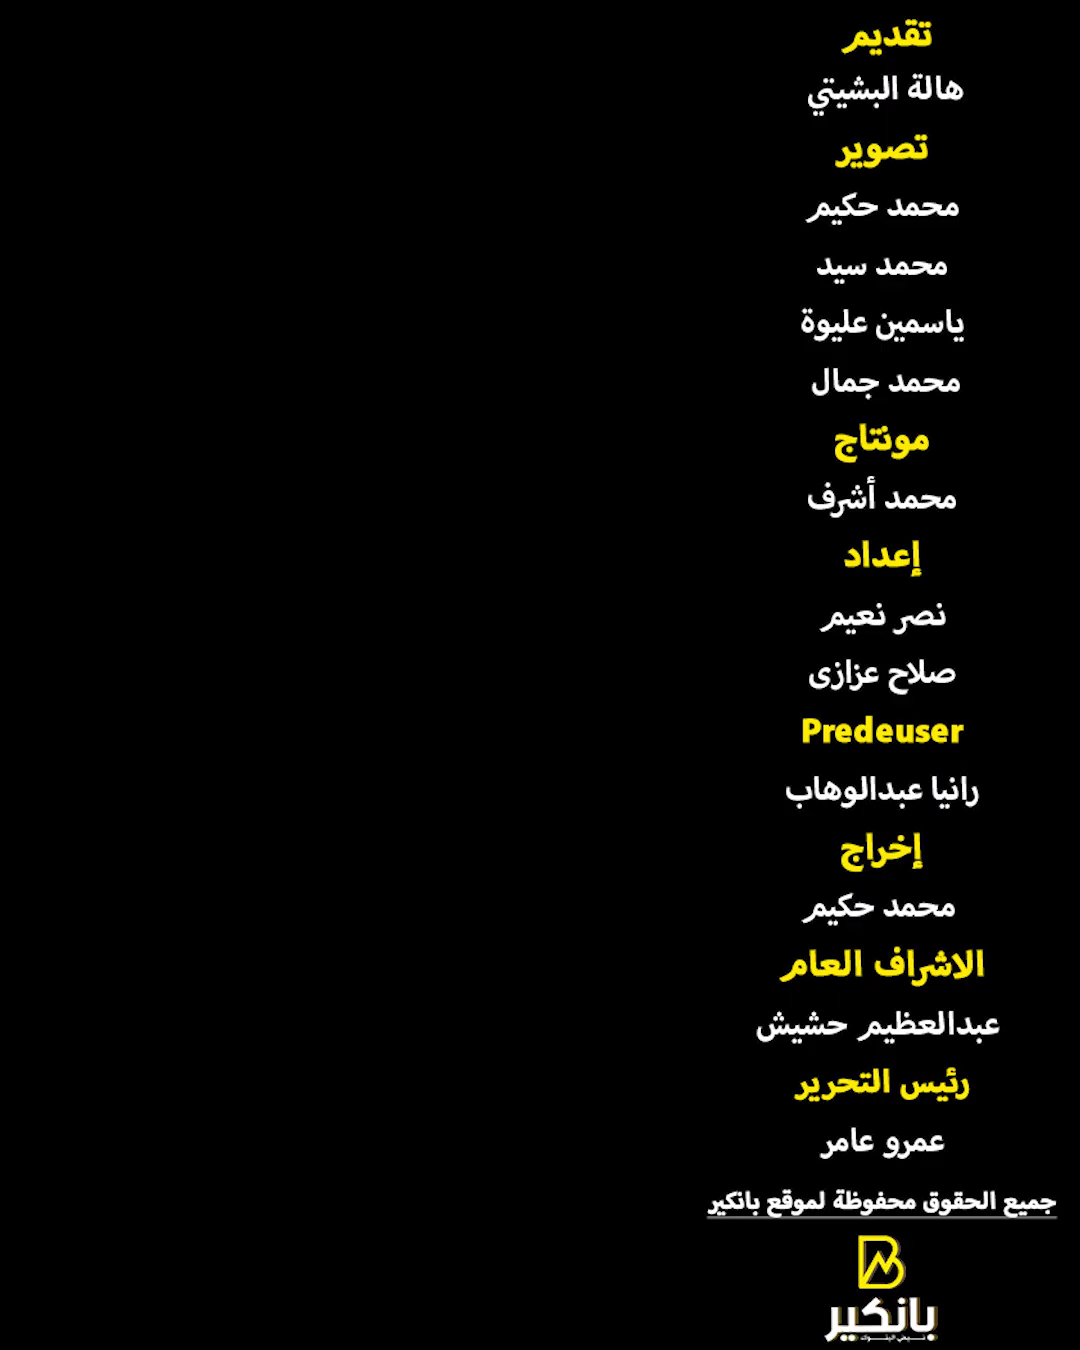 تقديم
هالة البشيتي
تصوير
محمد حكيم
محمد سيد
ياسمين عليوة
محمد جمال
مونتاج
محمد أشرف
إعداد
نصر نعيم
صلاح عزازى
Predeuser
رانيا عبدالوهاب
إخراج
محمد حكيم
الاشراف العام
عبدالعظيم حشيش
رئيس التحرير
عمرو عامر
جميع الحقوق محفوظة لموقع بانكير
بانكير
نبض البنوك